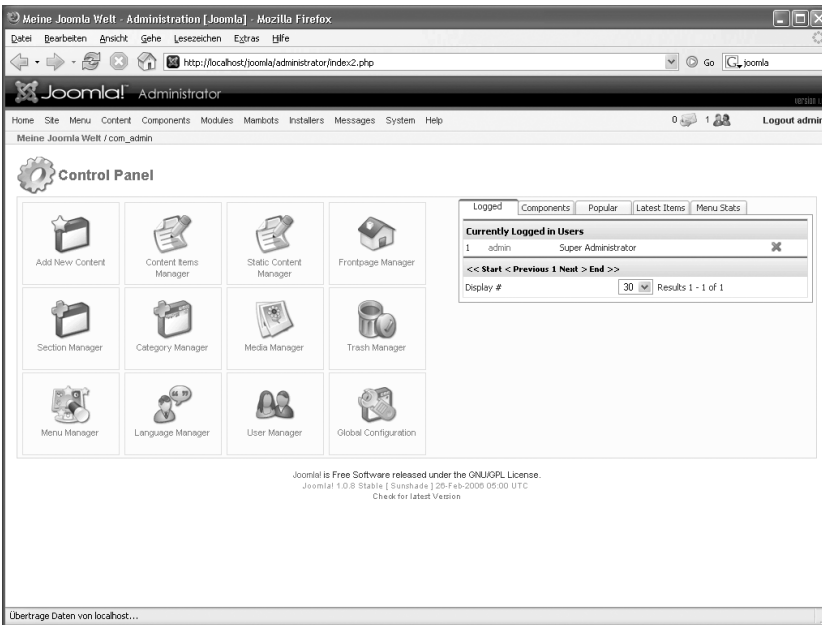 Meine Joomla Welt - Administration [Joomla] - Mozilla Firefox
Datei Bearbeiten Ansicht Gehe Lesezeichen Extras Hilfe
http://localhost/joomla/administrator/index2.php Go G joomla
Joomla! Administrator
version 1.
Home Site Menu Content Components Modules Mambots Installers Messages System Help 0 1 Logout admin
Meine Joomla Welt / com_admin
Control Panel
Logged Components Popular Latest Items Menu Stats
Currently Logged in Users
1 admin Super Administrator
<< Start < Previous 1 Next > End >>
Display # 30 Results 1 - 1 of 1
Add New Content
Content Items
Manager
Static Content
Manager
Frontpage Manager
Section Manager
Category Manager
Media Manager
Trash Manager
Menu Manager
Language Manager
User Manager
Global Configuration
Joomla! is Free Software released under the GNU/GPL License.
Joomla! 1.0.8 Stable [ Sunshade ] 26-Feb-2006 05:00 UTC
Check for latest Version
Übertrage Daten von localhost...